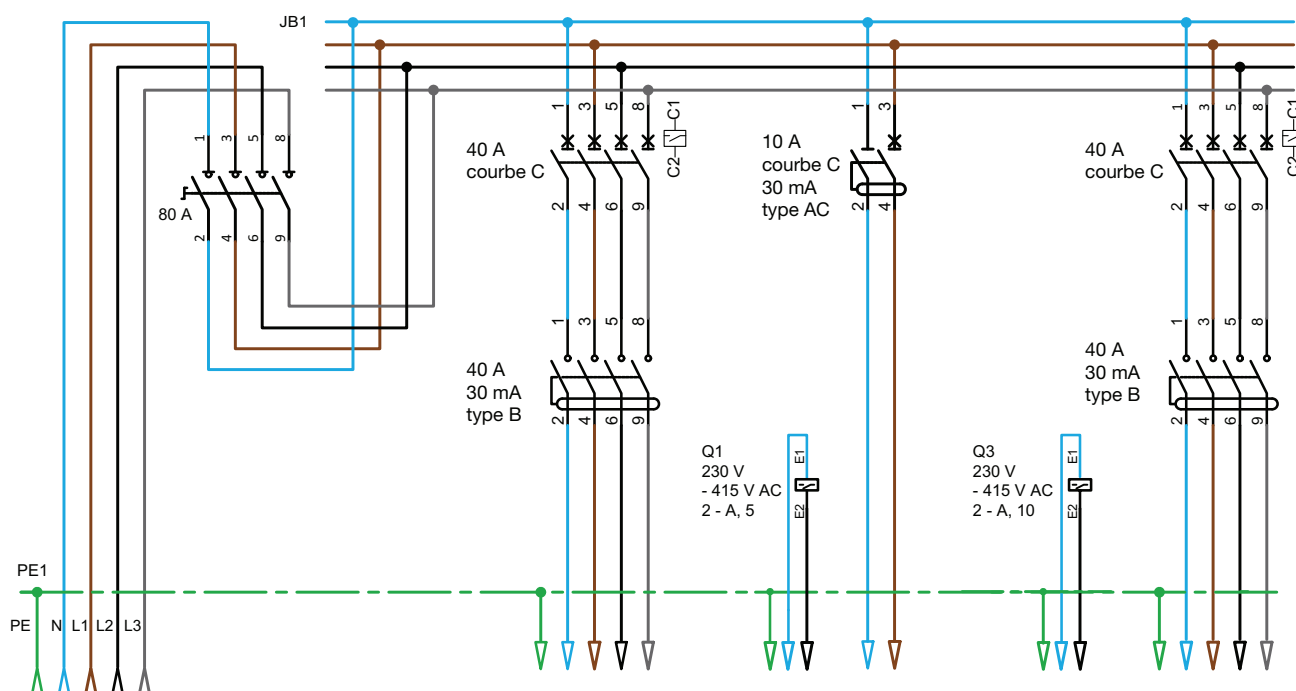 JB1
1
3
5
8
80 A
2
4
6
9
40 A
courbe C
1
3
5
8
C1
C2
2
4
6
9
1
3
5
8
40 A
30 mA
type B
2
4
6
9
10 A
courbe C
30 mA
type AC
1
3
2
4
40 A
courbe C
1
3
5
8
C1
C2
2
4
6
9
1
3
5
8
40 A
30 mA
type B
2
4
6
9
Q1
230 V
- 415 V AC
2 - A, 5
E1
E2
Q3
230 V
- 415 V AC
2 - A, 10
E1
E2
PE1
PE N L1 L2 L3